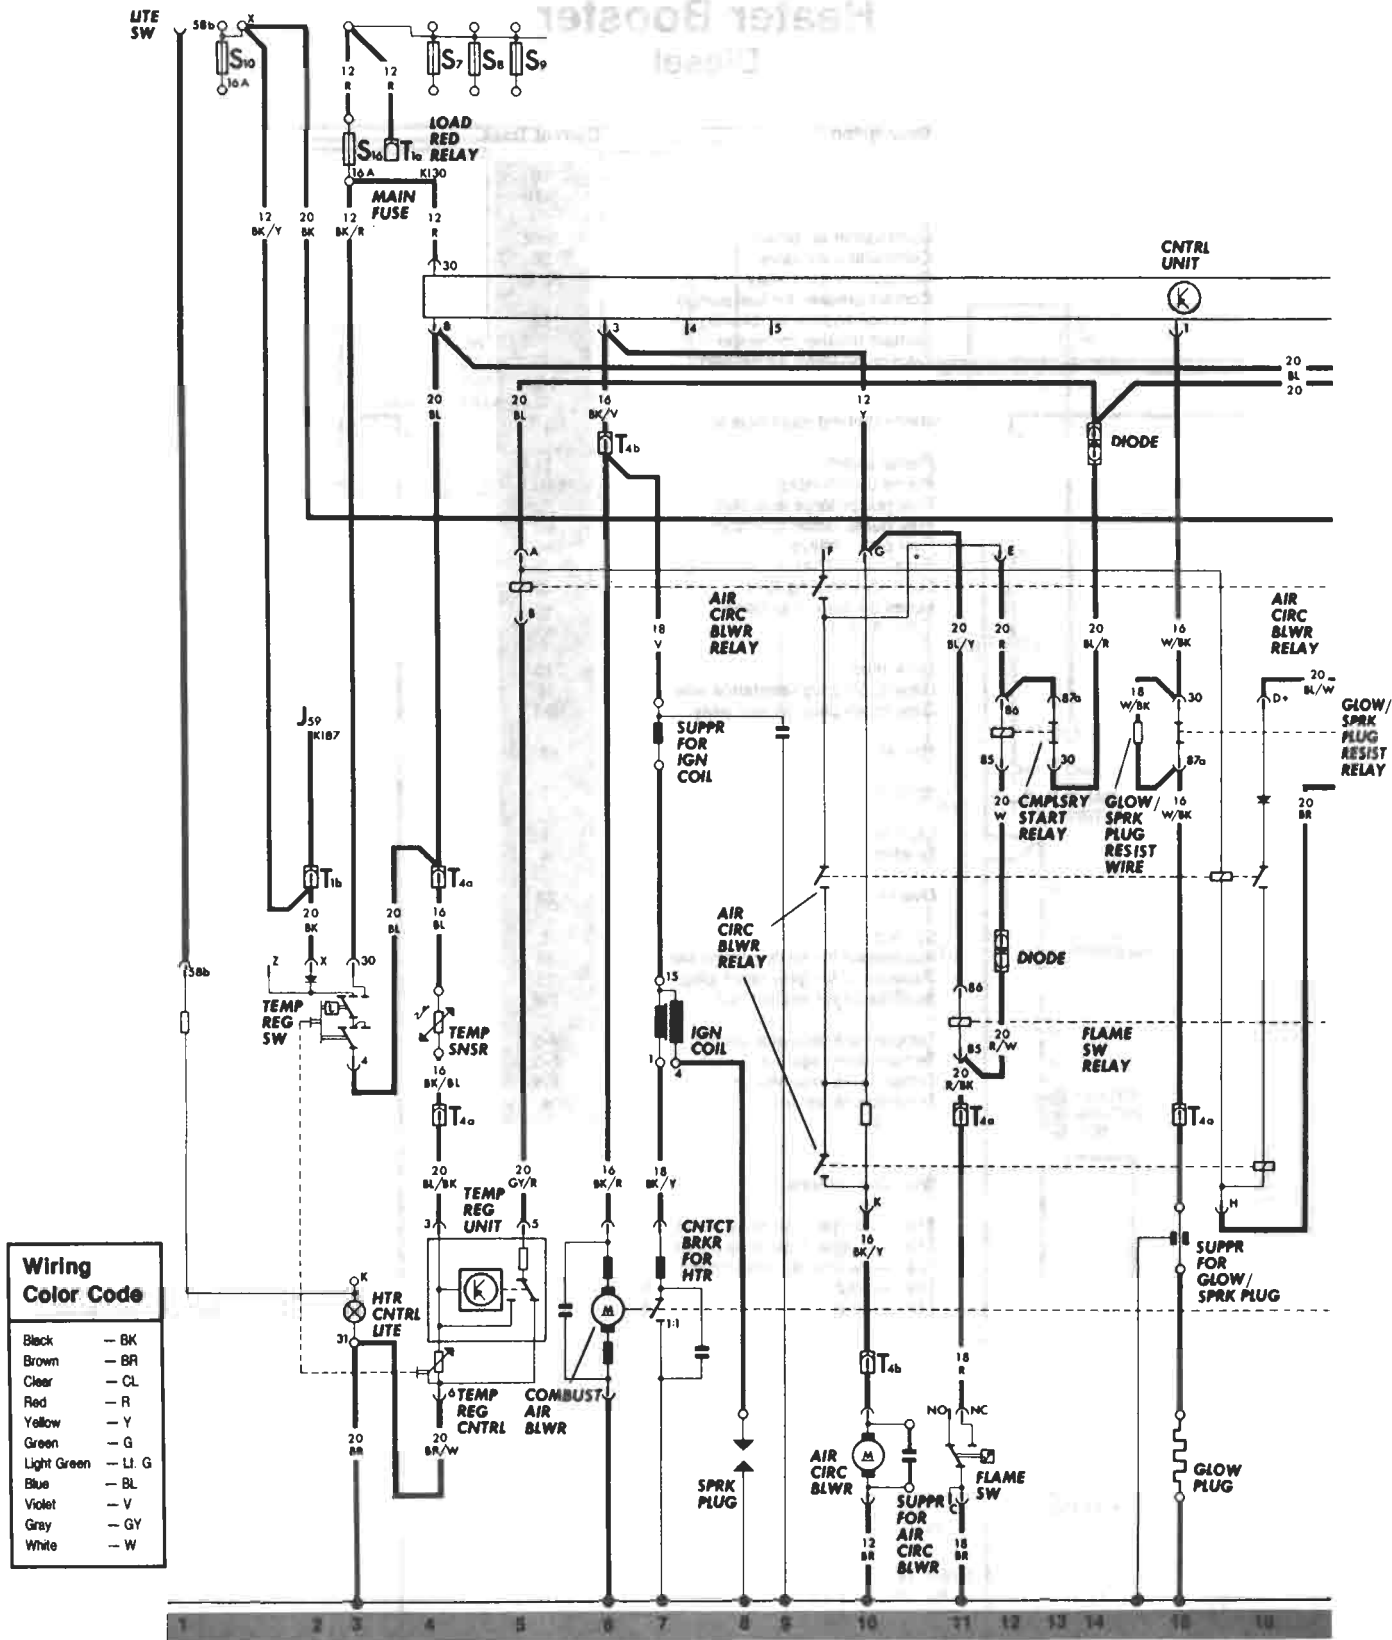 LITE
SW
58b
X
S10
16 A
12
R
12
R
S7
S8
S9
LOAD
RED
RELAY
S16
T1a
16 A
K130
MAIN
FUSE
12
BK/Y
20
BK
12
BK/R
12
R
30
CNTRL
UNIT
8
3
4
5
1
20
BL
20
20
BL
20
BL
16
BK/V
12
Y
T4b
DIODE
A
F
G
E
B
AIR
CIRC
BLWR
RELAY
AIR
CIRC
BLWR
RELAY
18
V
20
BL/Y
20
R
20
BL/R
16
W/BK
20
BL/W
J59
K187
SUPPR
FOR
IGN
COIL
86
87a
18
W/BK
30
D+
GLOW/
SPRK
PLUG
RESIST
RELAY
85
30
87a
20
W
CMPLSRY
START
RELAY
GLOW/
SPRK
PLUG
RESIST
WIRE
16
W/BK
20
BR
T1b
T4a
20
BK
20
BL
16
BL
AIR
CIRC
BLWR
RELAY
DIODE
58b
Z
X
30
15
86
TEMP
REG
SW
TEMP
SNSR
IGN
COIL
20
R/W
FLAME
SW
RELAY
4
1
4
85
16
BK/BL
20
R/BK
T4a
T4a
T4a
20
BL/BK
20
GY/R
16
BK/R
18
BK/Y
TEMP
REG
UNIT
3
5
K
H
CNTCT
BRKR
FOR
HTR
16
BK/Y
SUPPR
FOR
GLOW/
SPRK PLUG
Wiring
Color Code
Black — BK
Brown — BR
Clear — CL
Red — R
Yellow — Y
Green — G
Light Green — Lt. G
Blue — BL
Violet — V
Gray — GY
White — W
K
HTR
CNTRL
LITE
31
M
1:1
T4b
18
R
6
TEMP
REG
CNTRL
COMBUST
AIR
BLWR
20
BR
20
BR/W
NO
NC
SPRK
PLUG
AIR
CIRC
BLWR
M
FLAME
SW
GLOW
PLUG
SUPPR
FOR
AIR
CIRC
BLWR
C
12
BR
18
BR
1 2 3 4 5 6 7 8 9 10 11 12 13 14 15 16
Heater Booster
Diesel